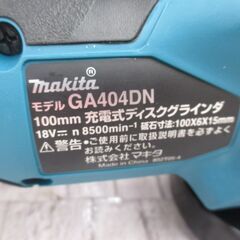 makita®
モデル GA404DN
100mm 充電式ディスクグラインダ
18V⎓ n 8500min⁻¹ 砥石寸法:100X6X15mm
⚠警告 ●ご使用前に取扱説明書を必ずよく
お読みください。
株式会社 マキタ
Made in China